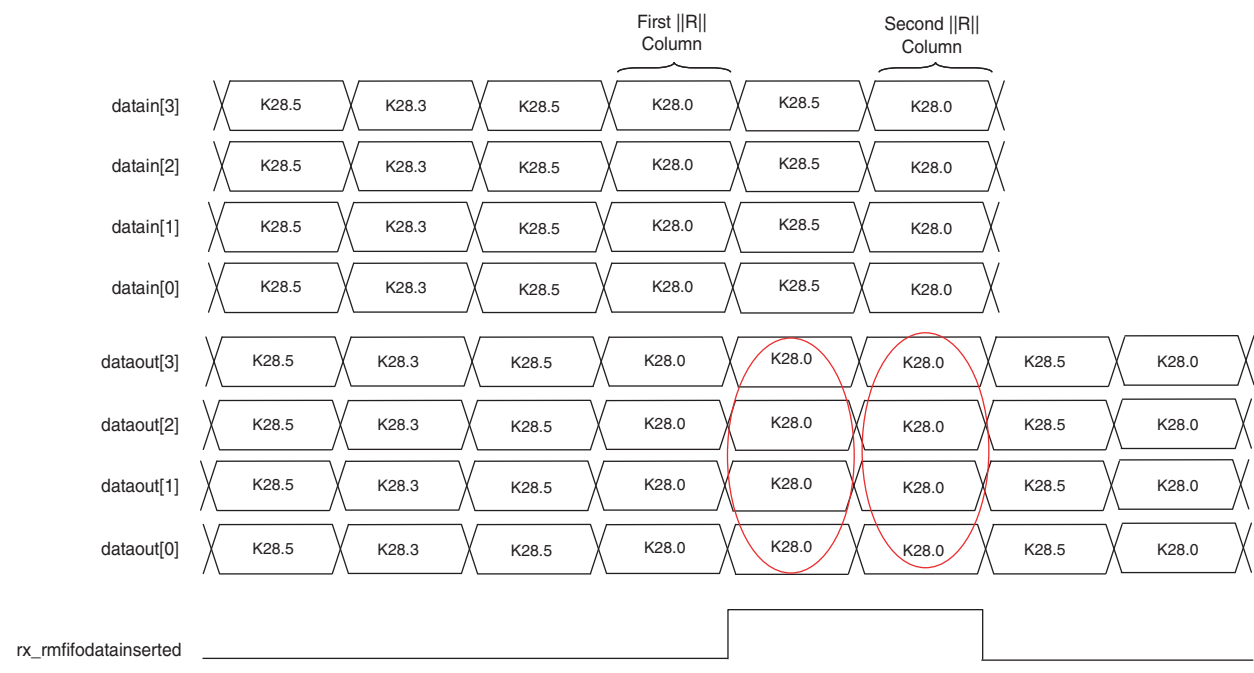 First ||R||
Column
Second ||R||
Column
datain[3] K28.5 K28.3 K28.5 K28.0 K28.5 K28.0
datain[2] K28.5 K28.3 K28.5 K28.0 K28.5 K28.0
datain[1] K28.5 K28.3 K28.5 K28.0 K28.5 K28.0
datain[0] K28.5 K28.3 K28.5 K28.0 K28.5 K28.0
dataout[3] K28.5 K28.3 K28.5 K28.0 K28.0 K28.0 K28.5 K28.0
dataout[2] K28.5 K28.3 K28.5 K28.0 K28.0 K28.0 K28.5 K28.0
dataout[1] K28.5 K28.3 K28.5 K28.0 K28.0 K28.0 K28.5 K28.0
dataout[0] K28.5 K28.3 K28.5 K28.0 K28.0 K28.0 K28.5 K28.0
rx_rmfifodatainserted